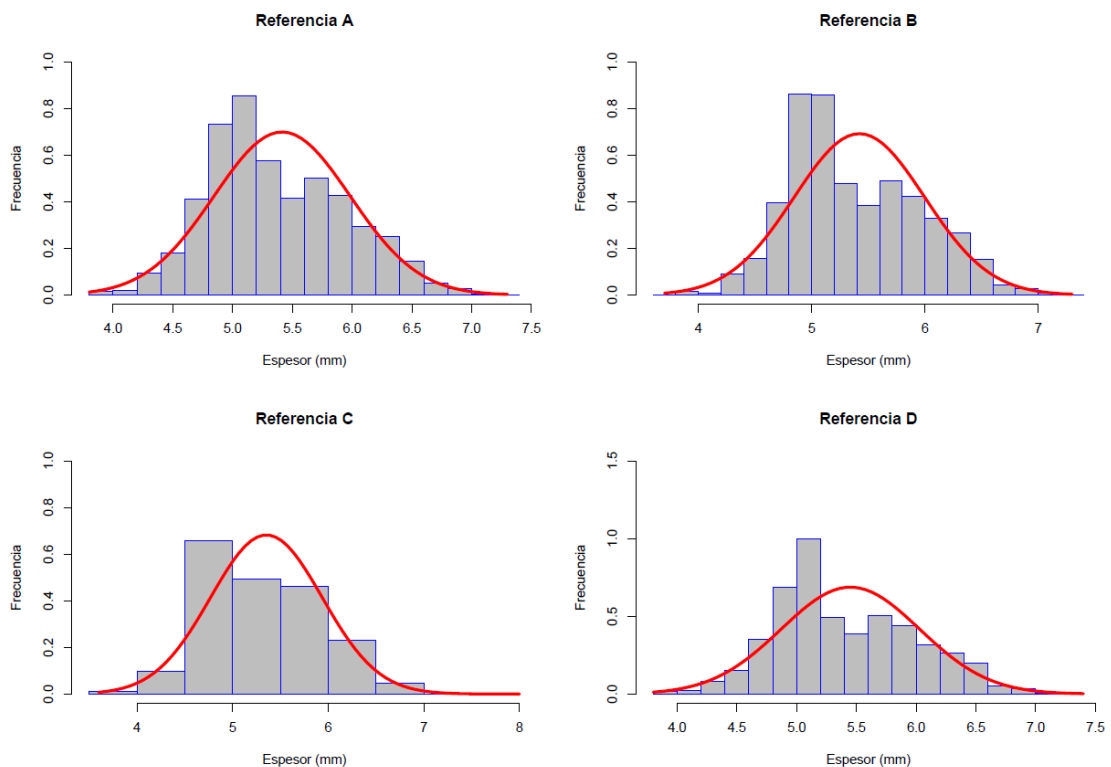 Referencia A
Frecuencia
1.0
0.8
0.6
0.4
0.2
0.0
4.0 4.5 5.0 5.5 6.0 6.5 7.0 7.5
Espesor (mm)
Referencia B
Frecuencia
1.0
0.8
0.6
0.4
0.2
0.0
4 5 6 7
Espesor (mm)
Referencia C
Frecuencia
1.0
0.8
0.6
0.4
0.2
0.0
4 5 6 7 8
Espesor (mm)
Referencia D
Frecuencia
1.5
1.0
0.5
0.0
4.0 4.5 5.0 5.5 6.0 6.5 7.0 7.5
Espesor (mm)